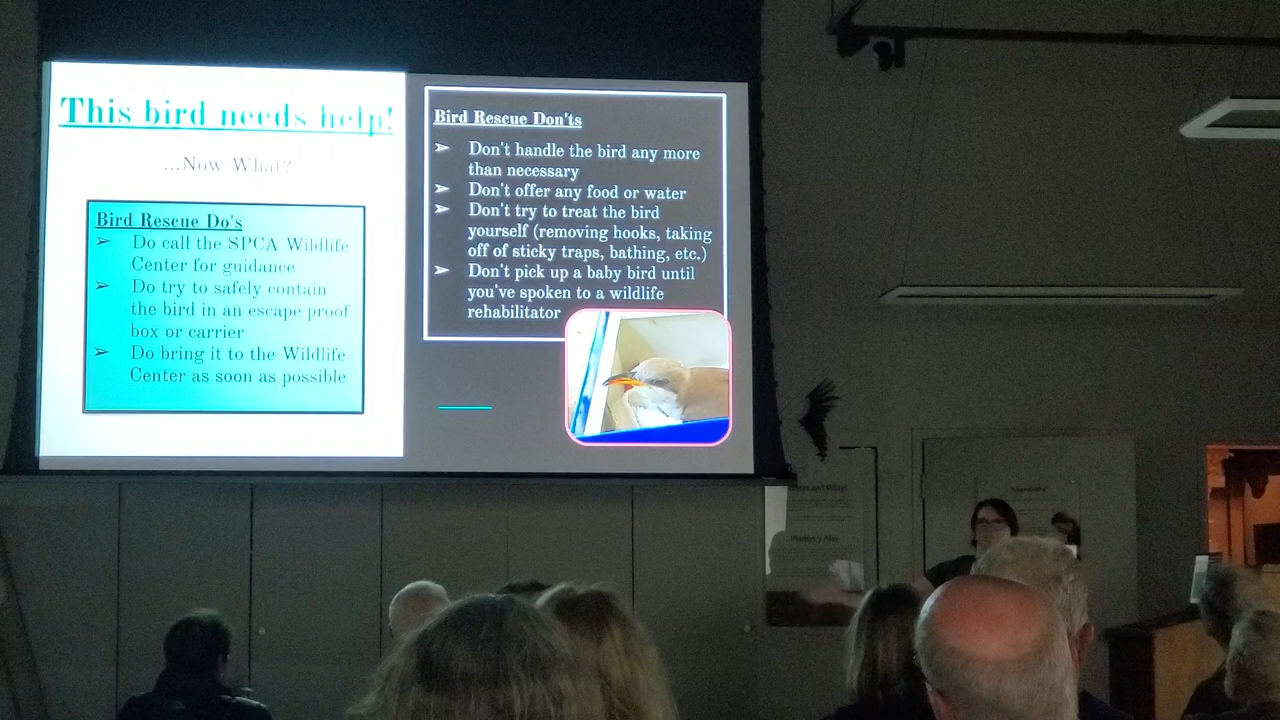 This bird needs help!
...Now What?
Bird Rescue Do's
➢ Do call the SPCA Wildlife
Center for guidance
➢ Do try to safely contain
the bird in an escape proof
box or carrier
➢ Do bring it to the Wildlife
Center as soon as possible
Bird Rescue Don'ts
➢ Don't handle the bird any more
than necessary
➢ Don't offer any food or water
➢ Don't try to treat the bird
yourself (removing hooks, taking
off of sticky traps, bathing, etc.)
➢ Don't pick up a baby bird until
you've spoken to a wildlife
rehabilitator
Plumas y Alas